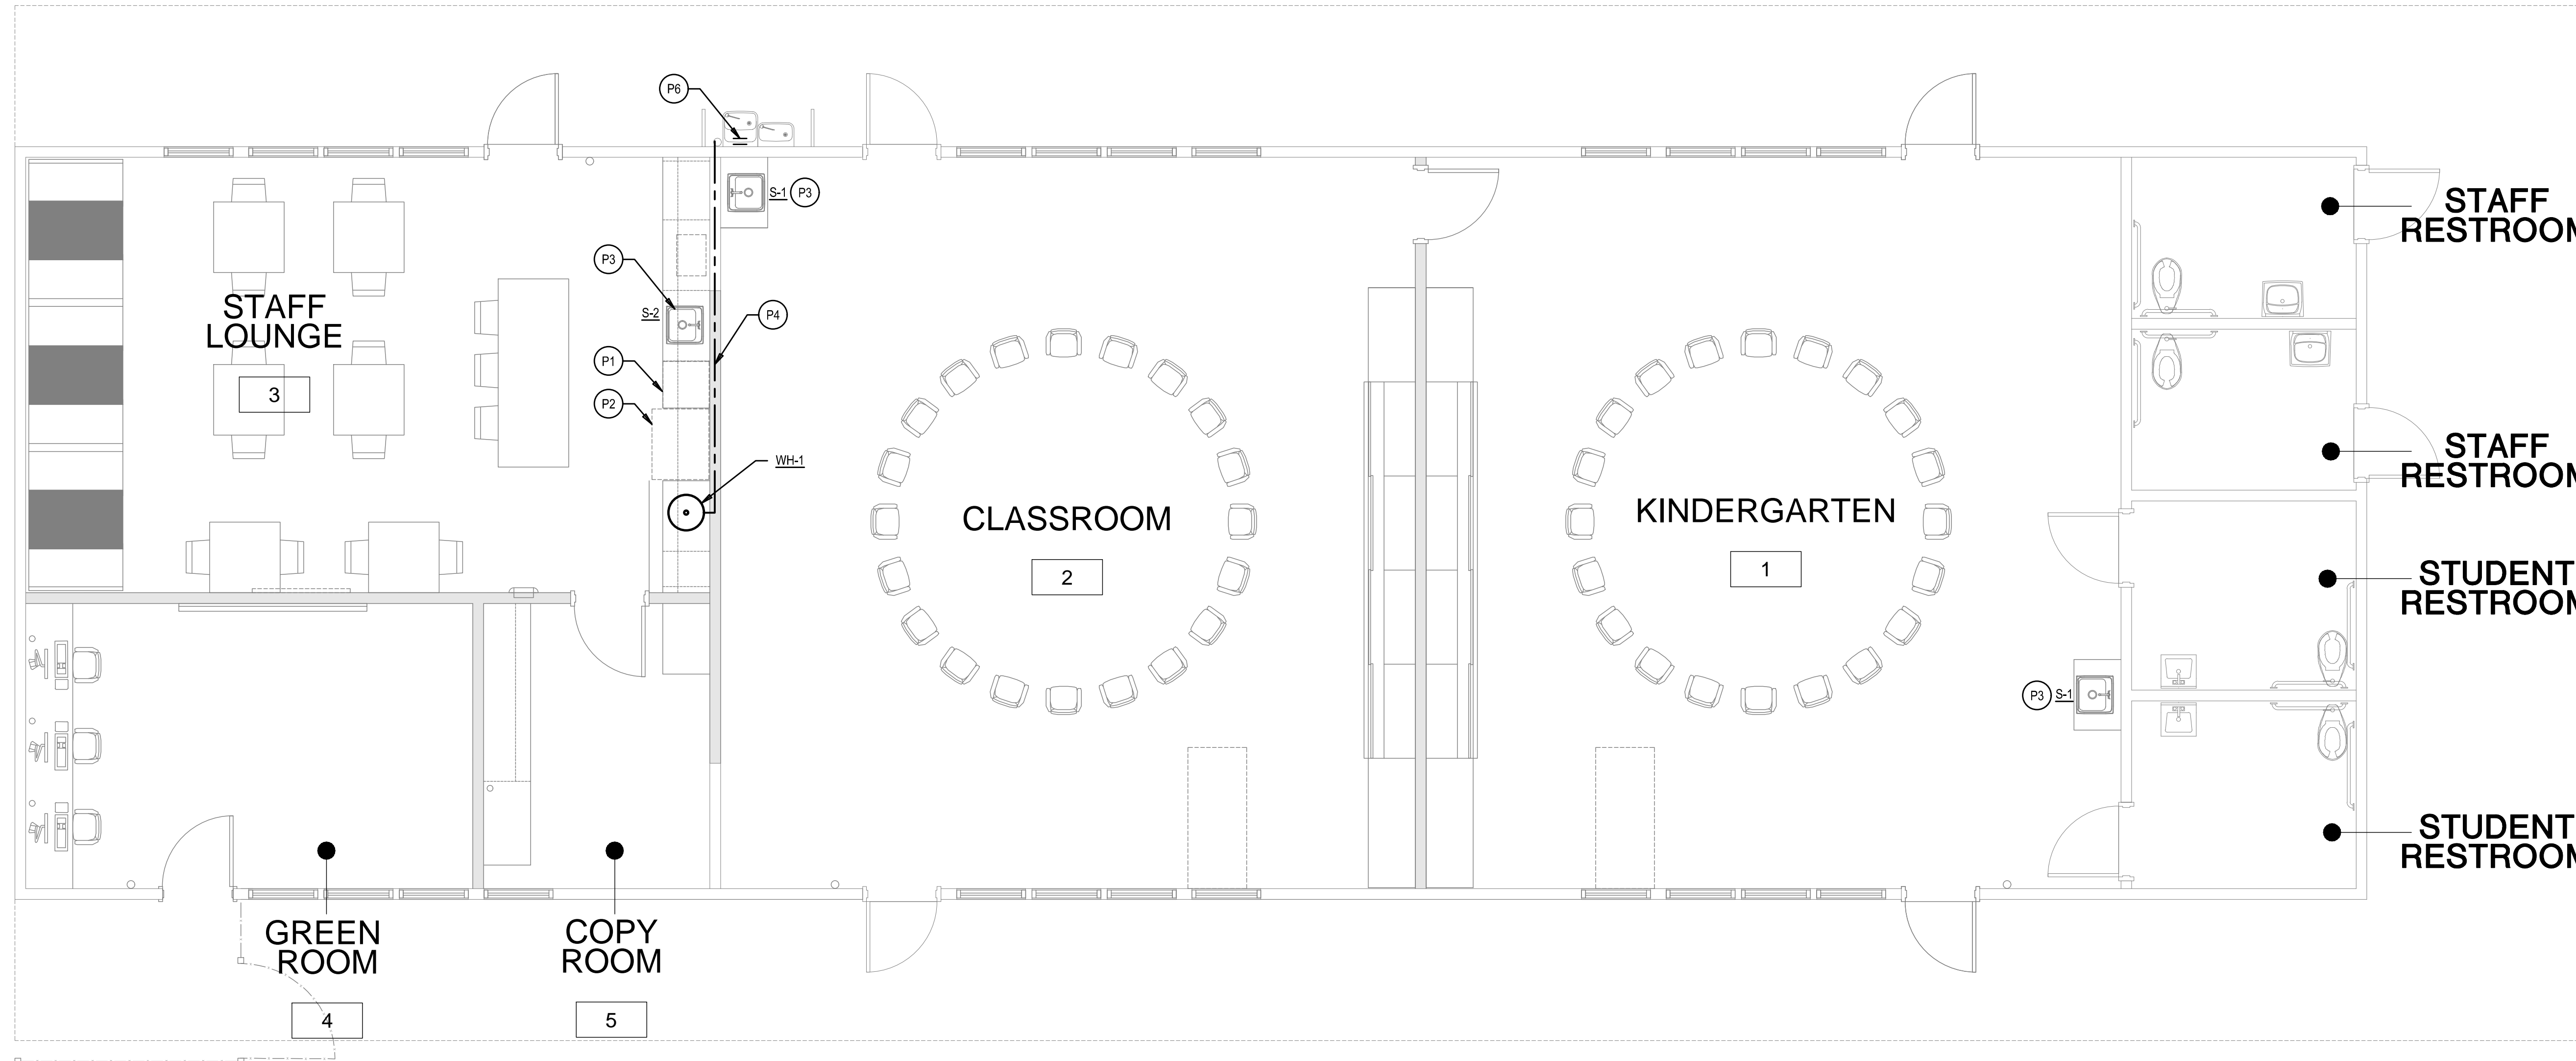 P6
S-1 P3
P3
S-2
P4
P1
P2
WH-1
STAFF
LOUNGE
3
CLASSROOM
2
KINDERGARTEN
1
P3 S-1
STAFF
RESTROOM
STAFF
RESTROOM
STUDENT
RESTROOM
STUDENT
RESTROOM
GREEN
ROOM
4
COPY
ROOM
5